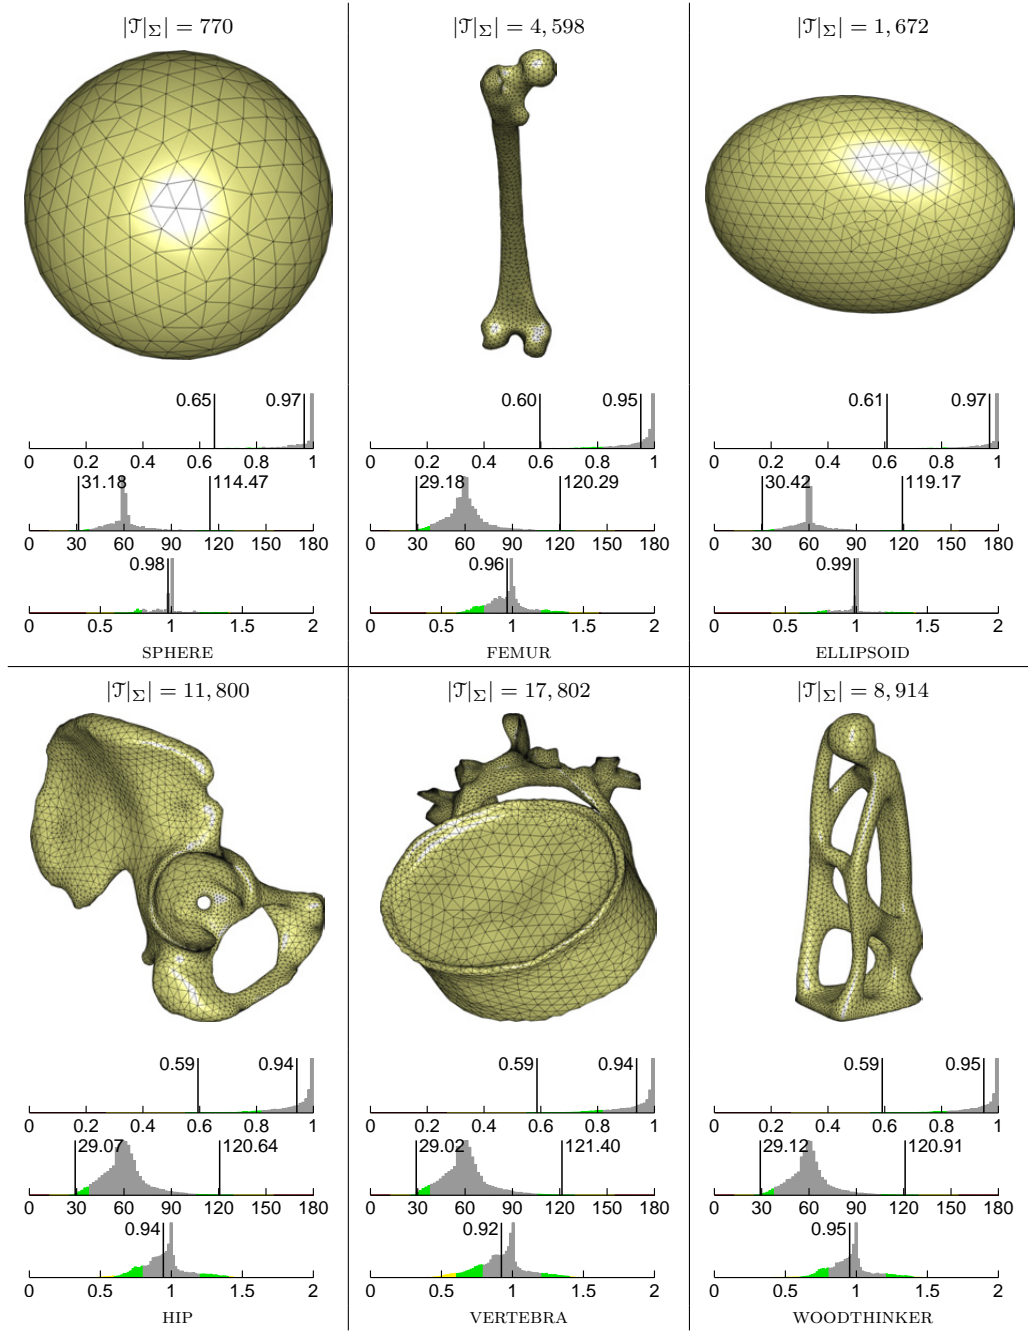 |𝒯|Σ| = 770
|𝒯|Σ| = 4,598
|𝒯|Σ| = 1,672
0.65 0.97
0 0.2 0.4 0.6 0.8 1
31.18 114.47
0 30 60 90 120 150 180
0.98
0 0.5 1 1.5 2
SPHERE
0.60 0.95
0 0.2 0.4 0.6 0.8 1
29.18 120.29
0 30 60 90 120 150 180
0.96
0 0.5 1 1.5 2
FEMUR
0.61 0.97
0 0.2 0.4 0.6 0.8 1
30.42 119.17
0 30 60 90 120 150 180
0.99
0 0.5 1 1.5 2
ELLIPSOID
|𝒯|Σ| = 11,800
|𝒯|Σ| = 17,802
|𝒯|Σ| = 8,914
0.59 0.94
0 0.2 0.4 0.6 0.8 1
29.07 120.64
0 30 60 90 120 150 180
0.94
0 0.5 1 1.5 2
HIP
0.59 0.94
0 0.2 0.4 0.6 0.8 1
29.02 121.40
0 30 60 90 120 150 180
0.92
0 0.5 1 1.5 2
VERTEBRA
0.59 0.95
0 0.2 0.4 0.6 0.8 1
29.12 120.91
0 30 60 90 120 150 180
0.95
0 0.5 1 1.5 2
WOODTHINKER